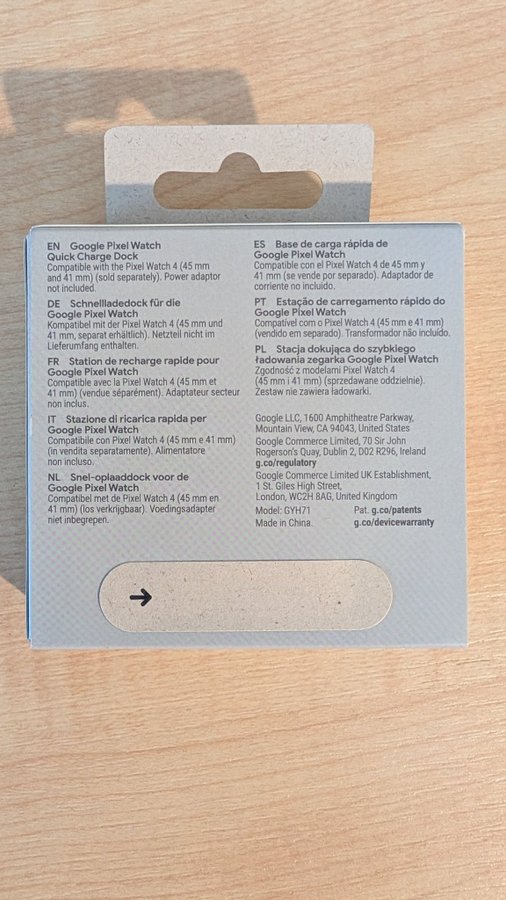 EN Google Pixel Watch
Quick Charge Dock
Compatible with the Pixel Watch 4 (45 mm
and 41 mm) (sold separately). Power adaptor
not included.
DE Schnellladedock für die
Google Pixel Watch
Kompatibel mit der Pixel Watch 4 (45 mm und
41 mm, separat erhältlich). Netzteil nicht im
Lieferumfang enthalten.
FR Station de recharge rapide pour
Google Pixel Watch
Compatible avec la Pixel Watch 4 (45 mm et
41 mm) (vendue séparément). Adaptateur secteur
non inclus.
IT Stazione di ricarica rapida per
Google Pixel Watch
Compatibile con Pixel Watch 4 (45 mm e 41 mm)
(in vendita separatamente). Alimentatore
non incluso.
NL Snel-oplaaddock voor de
Google Pixel Watch
Compatibel met de Pixel Watch 4 (45 mm en
41 mm) (los verkrijgbaar). Voedingsadapter
niet inbegrepen.
ES Base de carga rápida de
Google Pixel Watch
Compatible con el Pixel Watch 4 de 45 mm y
41 mm (se vende por separado). Adaptador de
corriente no incluido.
PT Estação de carregamento rápido do
Google Pixel Watch
Compatível com o Pixel Watch 4 (45 mm e 41 mm)
(vendido em separado). Transformador não incluído.
PL Stacja dokująca do szybkiego
ładowania zegarka Google Pixel Watch
Zgodność z modelami Pixel Watch 4
(45 mm i 41 mm) (sprzedawane oddzielnie).
Zestaw nie zawiera ładowarki.
Google LLC, 1600 Amphitheatre Parkway,
Mountain View, CA 94043, United States
Google Commerce Limited, 70 Sir John
Rogerson's Quay, Dublin 2, D02 R296, Ireland
g.co/regulatory
Google Commerce Limited UK Establishment,
1 St. Giles High Street,
London, WC2H 8AG, United Kingdom
Model: GYH71 Pat. g.co/patents
Made in China. g.co/devicewarranty